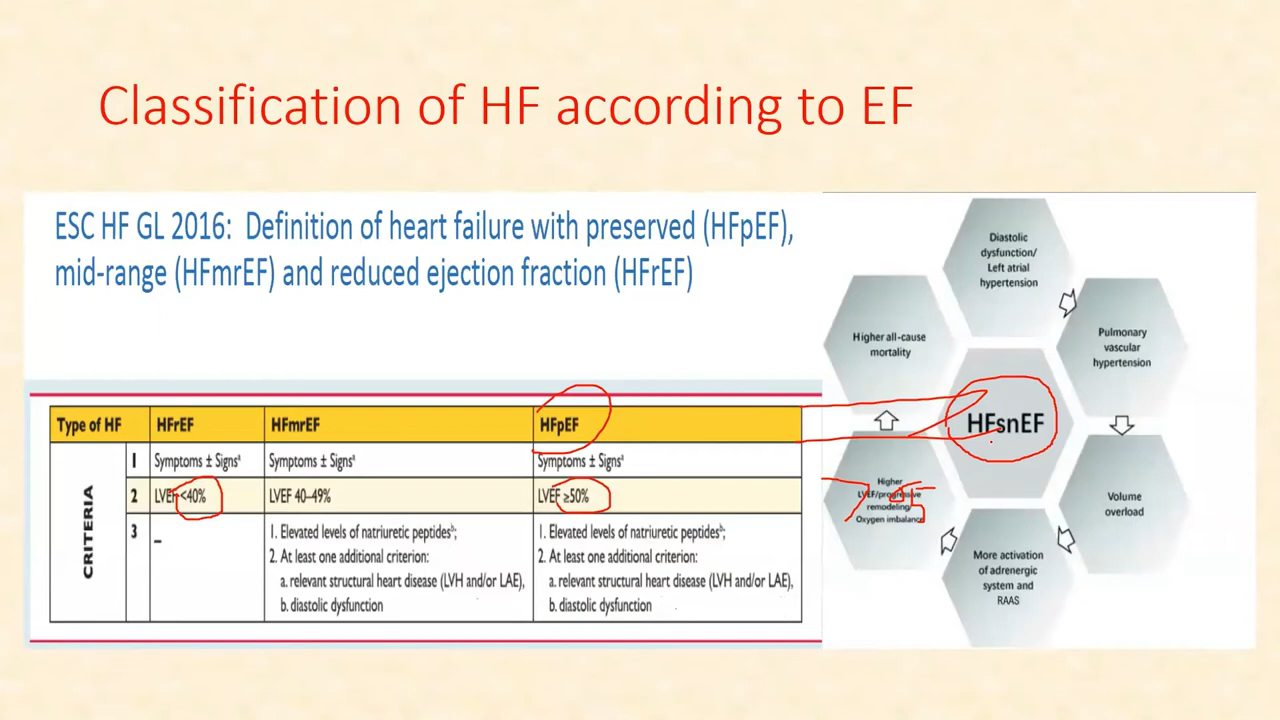 Classification of HF according to EF
ESC HF GL 2016: Definition of heart failure with preserved (HFpEF),
mid-range (HFmrEF) and reduced ejection fraction (HFrEF)
Type of HF HFrEF HFmrEF HFpEF
CRITERIA
1 Symptoms ± Signsᵃ Symptoms ± Signsᵃ Symptoms ± Signsᵃ
2 LVEF <40% LVEF 40–49% LVEF ≥50%
3 –
1. Elevated levels of natriuretic peptidesᵇ;
2. At least one additional criterion:
a. relevant structural heart disease (LVH and/or LAE),
b. diastolic dysfunction
1. Elevated levels of natriuretic peptidesᵇ;
2. At least one additional criterion:
a. relevant structural heart disease (LVH and/or LAE),
b. diastolic dysfunction
Diastolic
dysfunction/
Left atrial
hypertension
Pulmonary
vascular
hypertension
Volume
overload
More activation
of adrenergic
system and
RAAS
Higher
LVEF/progressive
remodeling/
Oxygen imbalance
Higher all-cause
mortality
HFsnEF